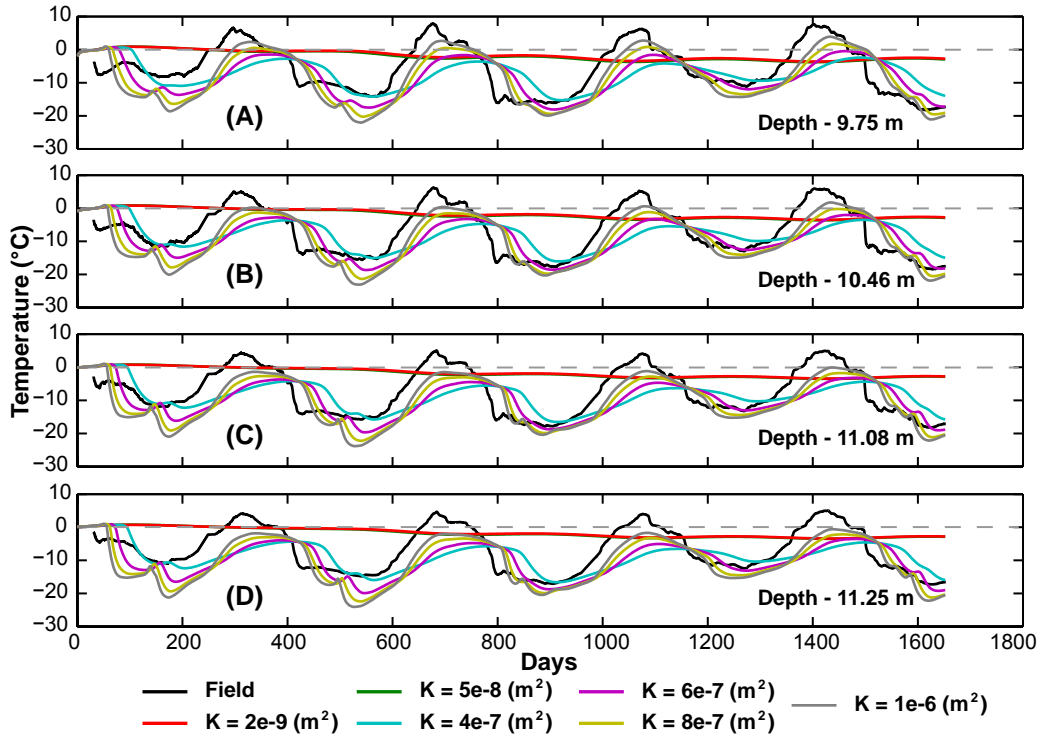 10
0
−10
−20
−30
(A)
Depth - 9.75 m
10
0
−10
−20
−30
(B)
Depth - 10.46 m
10
0
−10
−20
−30
(C)
Depth - 11.08 m
10
0
−10
−20
−30
(D)
Depth - 11.25 m
Temperature (°C)
0 200 400 600 800 1000 1200 1400 1600 1800
Days
Field
K = 2e-9 (m²)
K = 5e-8 (m²)
K = 4e-7 (m²)
K = 6e-7 (m²)
K = 8e-7 (m²)
K = 1e-6 (m²)